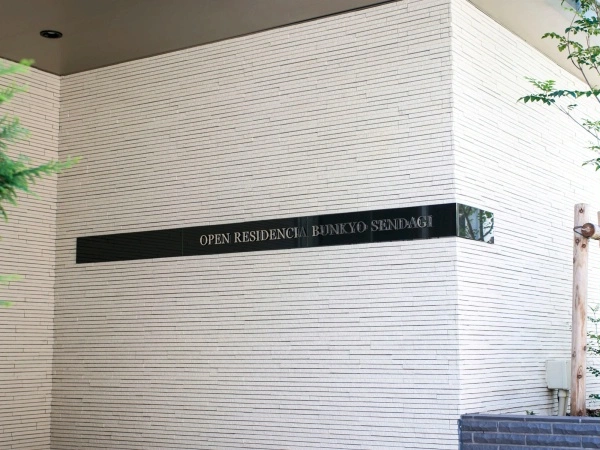 OPEN RESIDENCIA BUNKYO SENDAGI